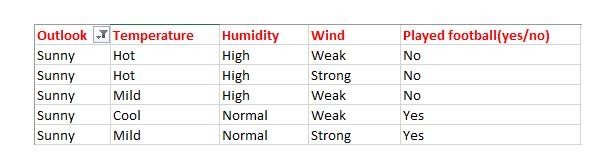 Outlook Temperature Humidity Wind Played football(yes/no)
Sunny Hot High Weak No
Sunny Hot High Strong No
Sunny Mild High Weak No
Sunny Cool Normal Weak Yes
Sunny Mild Normal Strong Yes